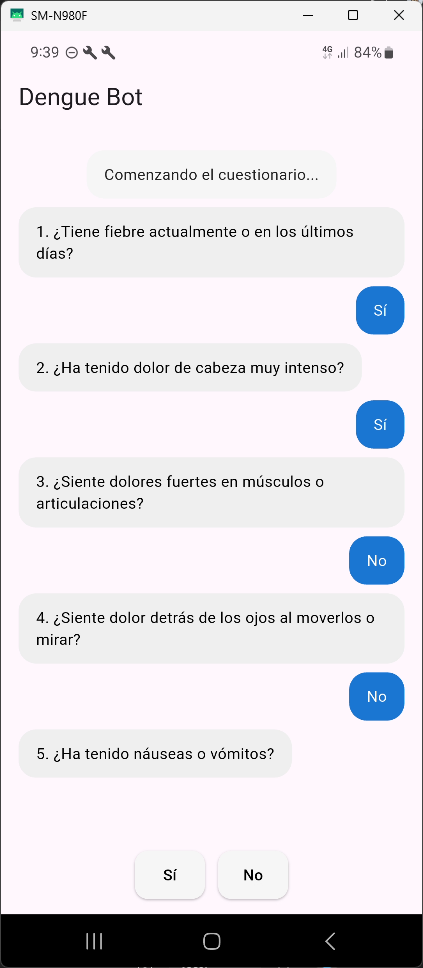 SM-N980F
9:39
4G
84%
Dengue Bot
Comenzando el cuestionario...
1. ¿Tiene fiebre actualmente o en los últimos
días?
Sí
2. ¿Ha tenido dolor de cabeza muy intenso?
Sí
3. ¿Siente dolores fuertes en músculos o
articulaciones?
No
4. ¿Siente dolor detrás de los ojos al moverlos o
mirar?
No
5. ¿Ha tenido náuseas o vómitos?
Sí No